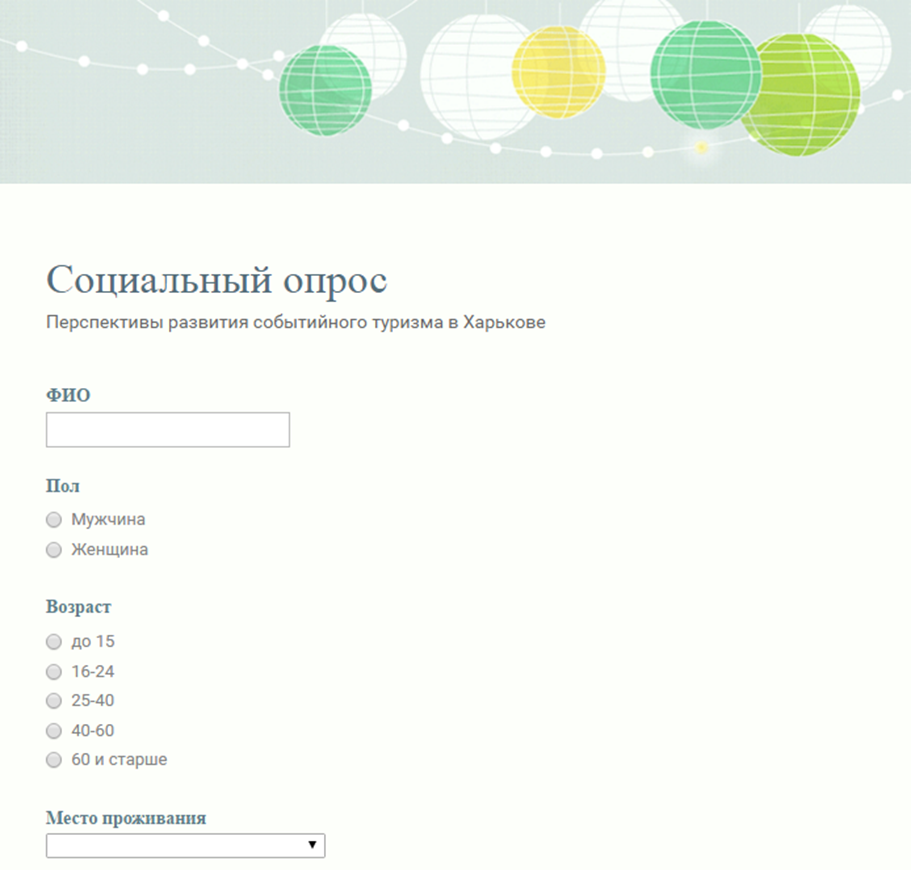 Социальный опрос
Перспективы развития событийного туризма в Харькове
ФИО
Пол
Мужчина
Женщина
Возраст
до 15
16-24
25-40
40-60
60 и старше
Место проживания